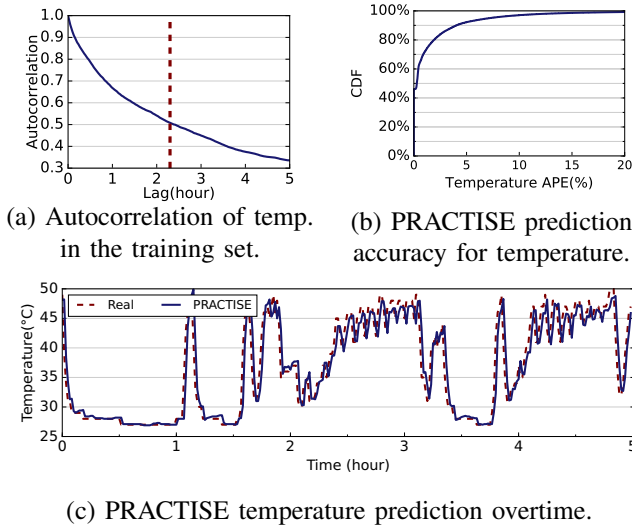 1.0
0.9
0.8
0.7
0.6
0.5
0.4
0.3
Autocorrelation
0 1 2 3 4 5
Lag(hour)
(a) Autocorrelation of temp.
in the training set.
100%
80%
60%
40%
20%
0%
CDF
0 5 10 15 20
Temperature APE(%)
(b) PRACTISE prediction
accuracy for temperature.
50
45
40
35
30
25
Temperature(°C)
Real PRACTISE
0 1 2 3 4 5
Time (hour)
(c) PRACTISE temperature prediction overtime.